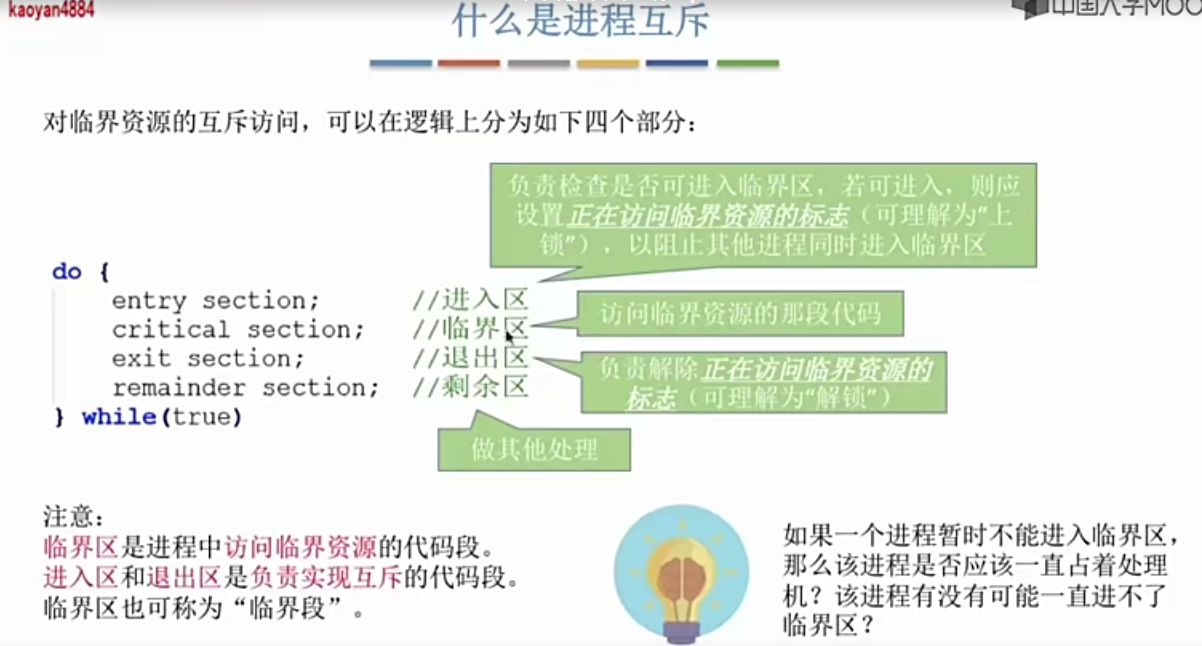 kaoyan4884
什么是进程互斥
中国大学MOO
对临界资源的互斥访问，可以在逻辑上分为如下四个部分：
负责检查是否可进入临界区，若可进入，则应
设置正在访问临界资源的标志（可理解为“上
锁”），以阻止其他进程同时进入临界区
do {
entry section; //进入区
critical section; //临界区
exit section; //退出区
remainder section; //剩余区
} while(true)
访问临界资源的那段代码
负责解除正在访问临界资源的
标志（可理解为“解锁”）
做其他处理
注意：
临界区是进程中访问临界资源的代码段。
进入区和退出区是负责实现互斥的代码段。
临界区也可称为“临界段”。
如果一个进程暂时不能进入临界区，
那么该进程是否应该一直占着处理
机？该进程有没有可能一直进不了
临界区？